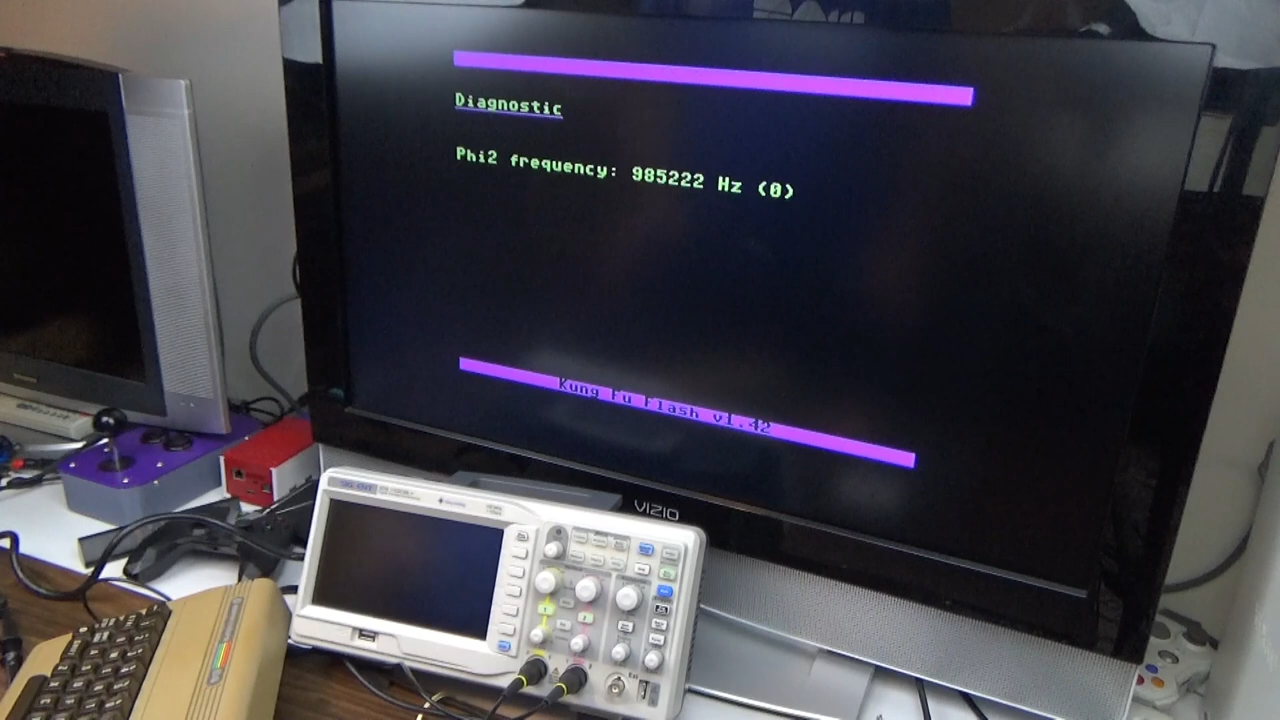 Diagnostic
Phi2 frequency: 985222 Hz (0)
Kung Fu Flash v1.42
VIZIO